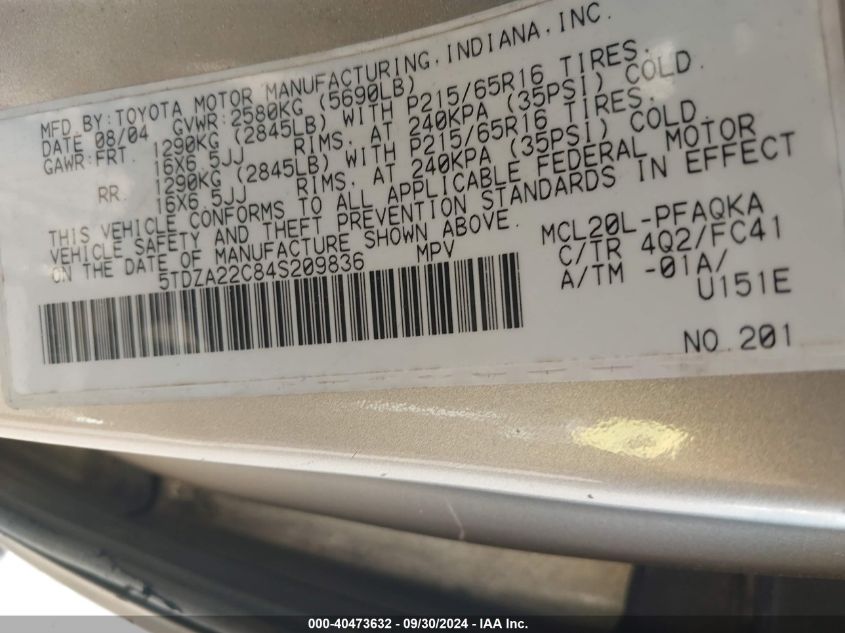 MFD.BY:TOYOTA MOTOR MANUFACTURING,INDIANA,INC.
DATE 08/04 GVWR:2580KG (5690LB)
GAWR:FRT. 1290KG (2845LB) WITH P215/65R16 TIRES.
16X6.5JJ RIMS. AT 240KPA (35PSI) COLD.
RR. 1290KG (2845LB) WITH P215/65R16 TIRES.
16X6.5JJ RIMS. AT 240KPA (35PSI) COLD.
THIS VEHICLE CONFORMS TO ALL APPLICABLE FEDERAL MOTOR
VEHICLE SAFETY AND THEFT PREVENTION STANDARDS IN EFFECT
ON THE DATE OF MANUFACTURE SHOWN ABOVE.
5TDZA22C84S209836 MPV
MCL20L-PFAQKA
C/TR 4Q2/FC41
A/TM -01A/
U151E
NO.201
000-40473632 - 09/30/2024 - IAA Inc.